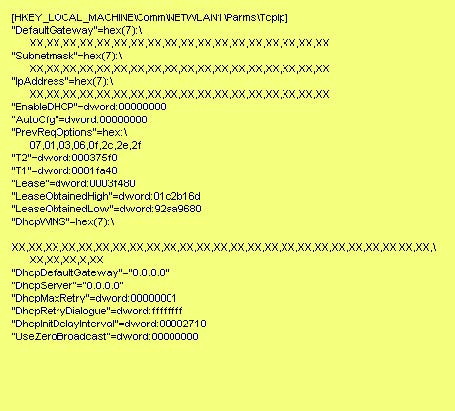 [HKEY_LOCAL_MACHINE\Comm\NETWLAN1\Parms\TcpIp]
"DefaultGateway"=hex(7):\
XX,XX,XX,XX,XX,XX,XX,XX,XX,XX,XX,XX,XX,XX,XX,XX,XX,XX
"Subnetmask"=hex(7):\
XX,XX,XX,XX,XX,XX,XX,XX,XX,XX,XX,XX,XX,XX,XX,XX,XX,XX
"IpAddress"=hex(7):\
XX,XX,XX,XX,XX,XX,XX,XX,XX,XX,XX,XX,XX,XX,XX,XX,XX,XX
"EnableDHCP"=dword:00000000
"AutoCfg"=dword:00000000
"PrevReqOptions"=hex:\
07,01,03,06,0f,2c,2e,2f
"T2"=dword:000375f0
"T1"=dword:0001fa40
"Lease"=dword:0003f480
"LeaseObtainedHigh"=dword:01c2b16d
"LeaseObtainedLow"=dword:92aa9680
"DhcpWINS"=hex(7):\
XX,XX,XX,XX,XX,XX,XX,XX,XX,XX,XX,XX,XX,XX,XX,XX,XX,XX,XX,XX,XX,XX,XX,XX,XX,\
XX,XX,XX,X,XX
"DhcpDefaultGateway"="0.0.0.0"
"DhcpServer"="0.0.0.0"
"DhcpMaxRetry"=dword:00000001
"DhcpRetryDialogue"=dword:ffffffff
"DhcpInitDelayInterval"=dword:00002710
"UseZeroBroadcast"=dword:00000000